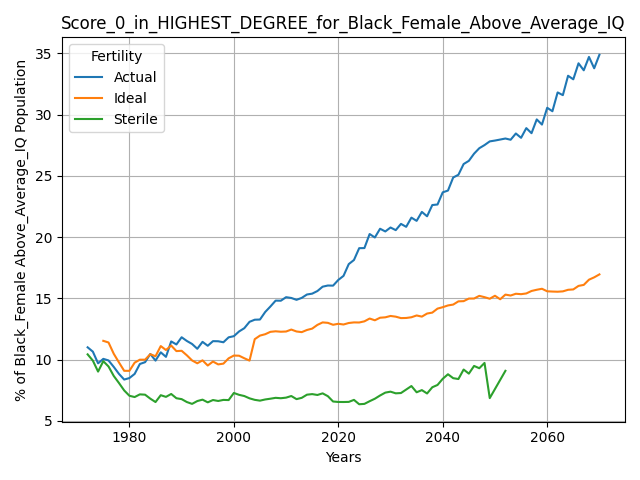 Score_0_in_HIGHEST_DEGREE_for_Black_Female_Above_Average_IQ
% of Black_Female Above_Average_IQ Population
35
30
25
20
15
10
5
Fertility
Actual
Ideal
Sterile
1980
2000
2020
2040
2060
Years